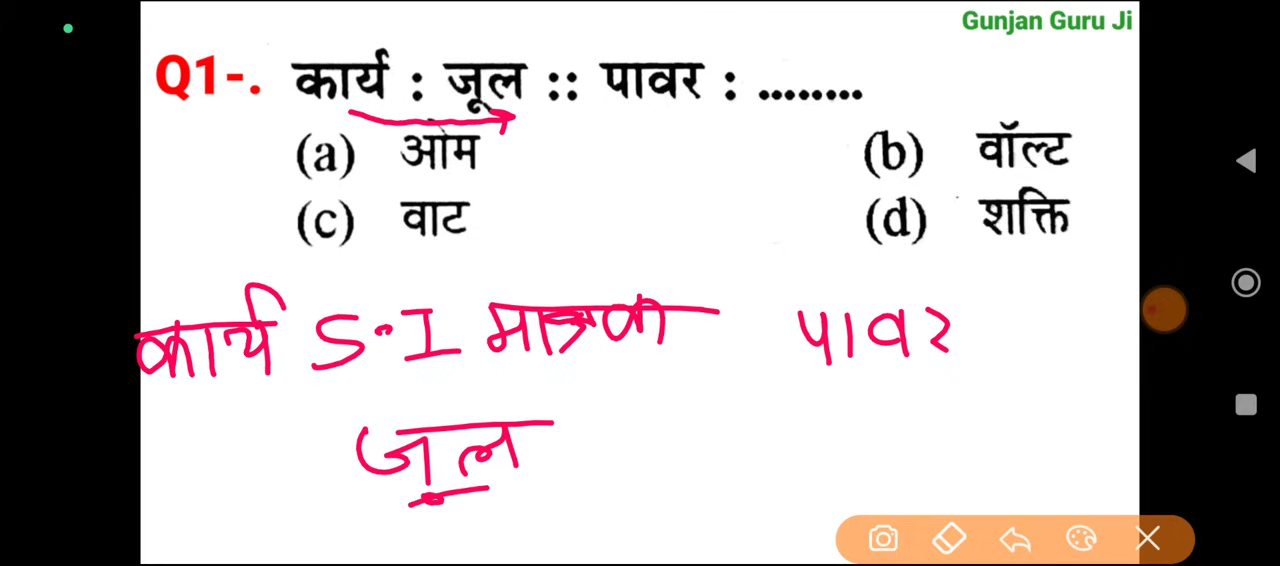 Gunjan Guru Ji
Q1-. कार्य : जूल :: पावर : ........
(a) ओम (b) वॉल्ट
(c) वाट (d) शक्ति
कार्य S.I मात्रक पावर
जूल